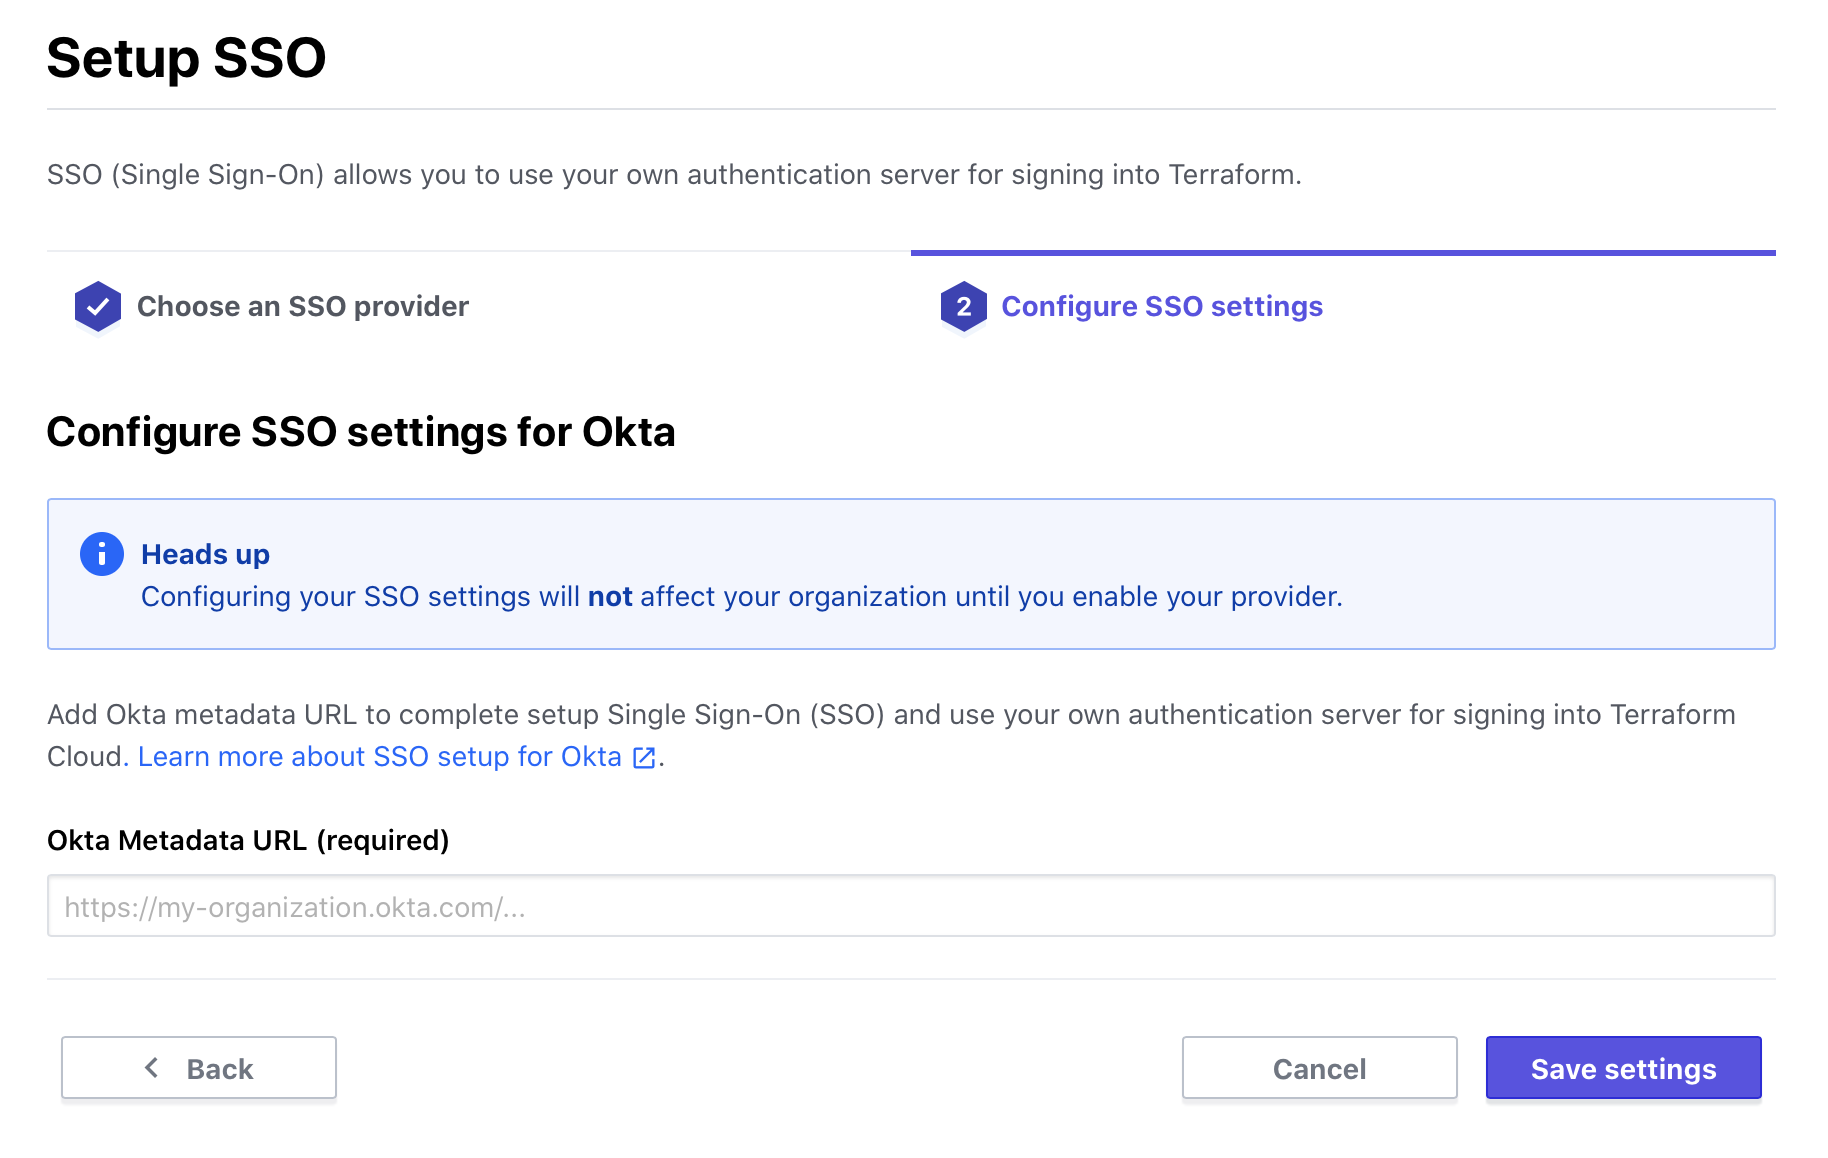 Setup SSO
SSO (Single Sign-On) allows you to use your own authentication server for signing into Terraform.
Choose an SSO provider
2 Configure SSO settings
Configure SSO settings for Okta
Heads up
Configuring your SSO settings will not affect your organization until you enable your provider.
Add Okta metadata URL to complete setup Single Sign-On (SSO) and use your own authentication server for signing into Terraform
Cloud. Learn more about SSO setup for Okta .
Okta Metadata URL (required)
https://my-organization.okta.com/...
Back
Cancel
Save settings